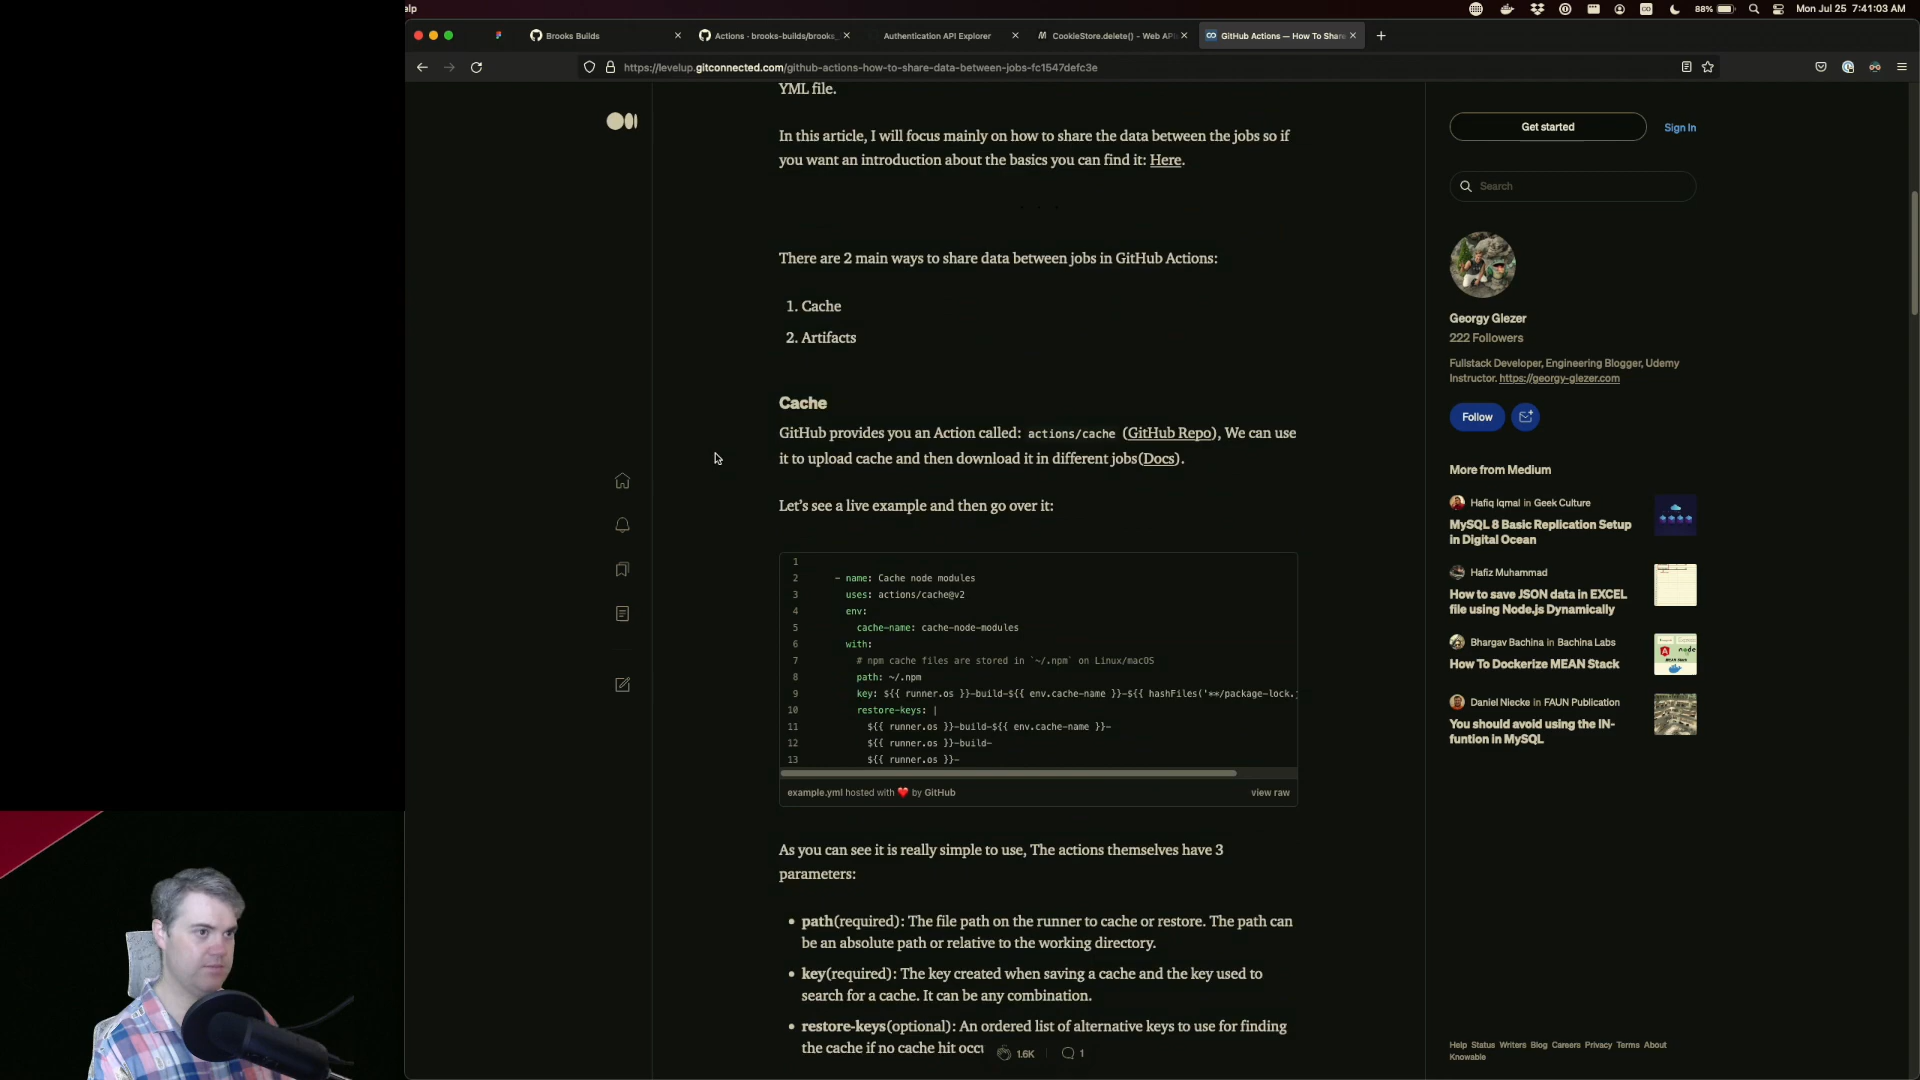 elp
88%
Mon Jul 25 7:41:03 AM
Brooks Builds
Actions · brooks-builds/brooks_
Authentication API Explorer
CookieStore.delete() - Web API
GitHub Actions — How To Share
https://levelup.gitconnected.com/github-actions-how-to-share-data-between-jobs-fc1547defc3e
YML file.
In this article, I will focus mainly on how to share the data between the jobs so if
you want an introduction about the basics you can find it: Here.
There are 2 main ways to share data between jobs in GitHub Actions:
1. Cache
2. Artifacts
Cache
GitHub provides you an Action called: actions/cache (GitHub Repo), We can use
it to upload cache and then download it in different jobs(Docs).
Let's see a live example and then go over it:
1
2 - name: Cache node modules
3 uses: actions/cache@v2
4 env:
5 cache-name: cache-node-modules
6 with:
7 # npm cache files are stored in `~/.npm` on Linux/macOS
8 path: ~/.npm
9 key: ${{ runner.os }}-build-${{ env.cache-name }}-${{ hashFiles('**/package-lock.
10 restore-keys: |
11 ${{ runner.os }}-build-${{ env.cache-name }}-
12 ${{ runner.os }}-build-
13 ${{ runner.os }}-
example.yml hosted with ❤ by GitHub
view raw
As you can see it is really simple to use, The actions themselves have 3
parameters:
• path(required): The file path on the runner to cache or restore. The path can
be an absolute path or relative to the working directory.
• key(required): The key created when saving a cache and the key used to
search for a cache. It can be any combination.
• restore-keys(optional): An ordered list of alternative keys to use for finding
the cache if no cache hit occu
1.6K
1
Get started
Sign In
Search
Georgy Glezer
222 Followers
Fullstack Developer, Engineering Blogger, Udemy
Instructor. https://georgy-glezer.com
Follow
More from Medium
Hafiq Iqmal in Geek Culture
MySQL 8 Basic Replication Setup
in Digital Ocean
Hafiz Muhammad
How to save JSON data in EXCEL
file using Node.js Dynamically
Bhargav Bachina in Bachina Labs
How To Dockerize MEAN Stack
Daniel Niecke in FAUN Publication
You should avoid using the IN-
funtion in MySQL
Help Status Writers Blog Careers Privacy Terms About
Knowable